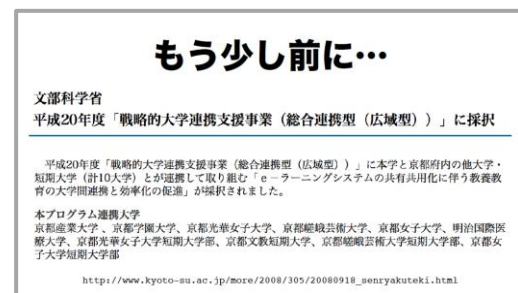 もう少し前に…
文部科学省
平成20年度「戦略的大学連携支援事業（総合連携型（広域型））」に採択
平成20年度「戦略的大学連携支援事業（総合連携型（広域型）」に本学と京都府内の他大学・
短期大学（計10大学）とが連携して取り組む「e－ラーニングシステムの共有共用化に伴う教養教
育の大学間連携と効率化の促進」が採択されました。
本プログラム連携大学
京都産業大学 、京都学園大学、京都光華女子大学、京都嵯峨芸術大学、京都女子大学、明治国際医
療大学、京都光華女子大学短期大学部、京都文教短期大学、京都嵯峨芸術大学短期大学部、京都女
子大学短期大学部
http://www.kyoto-su.ac.jp/more/2008/305/20080918_senryakuteki.html